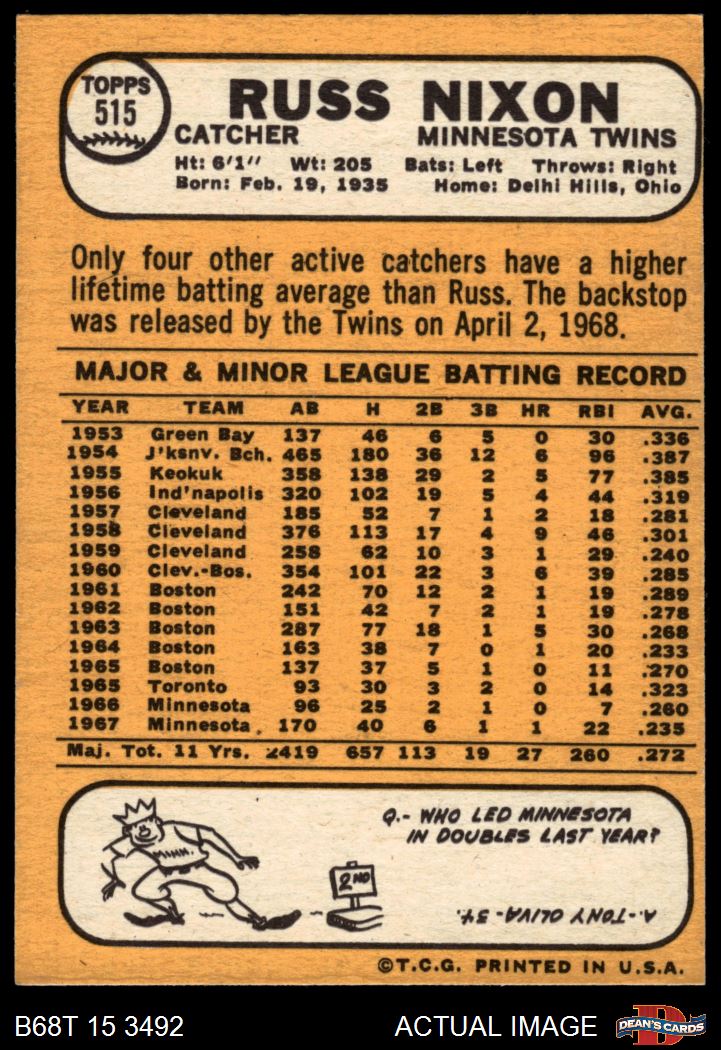 TOPPS
515
RUSS NIXON
CATCHER MINNESOTA TWINS
Ht: 6'1" Wt: 205 Bats: Left Throws: Right
Born: Feb. 19, 1935 Home: Delhi Hills, Ohio
Only four other active catchers have a higher
lifetime batting average than Russ. The backstop
was released by the Twins on April 2, 1968.
MAJOR & MINOR LEAGUE BATTING RECORD
YEAR TEAM AB H 2B 3B HR RBI AVG.
1953 Green Bay 137 46 6 5 0 30 .336
1954 J'ksnv. Bch. 465 180 36 12 6 96 .387
1955 Keokuk 358 138 29 2 5 77 .385
1956 Ind'napolis 320 102 19 5 4 44 .319
1957 Cleveland 185 52 7 1 2 18 .281
1958 Cleveland 376 113 17 4 9 46 .301
1959 Cleveland 258 62 10 3 1 29 .240
1960 Clev.-Bos. 354 101 22 3 6 39 .285
1961 Boston 242 70 12 2 1 19 .289
1962 Boston 151 42 7 2 1 19 .278
1963 Boston 287 77 18 1 5 30 .268
1964 Boston 163 38 7 0 1 20 .233
1965 Boston 137 37 5 1 0 11 .270
1965 Toronto 93 30 3 2 0 14 .323
1966 Minnesota 96 25 2 1 0 7 .260
1967 Minnesota 170 40 6 1 1 22 .235
Maj. Tot. 11 Yrs. 2419 657 113 19 27 260 .272
MINN.
2ND
Q.- WHO LED MINNESOTA
IN DOUBLES LAST YEAR?
A.-TONY OLIVA-34.
©T.C.G. PRINTED IN U.S.A.
B68T 15 3492 ACTUAL IMAGE
D
DEAN'S CARDS